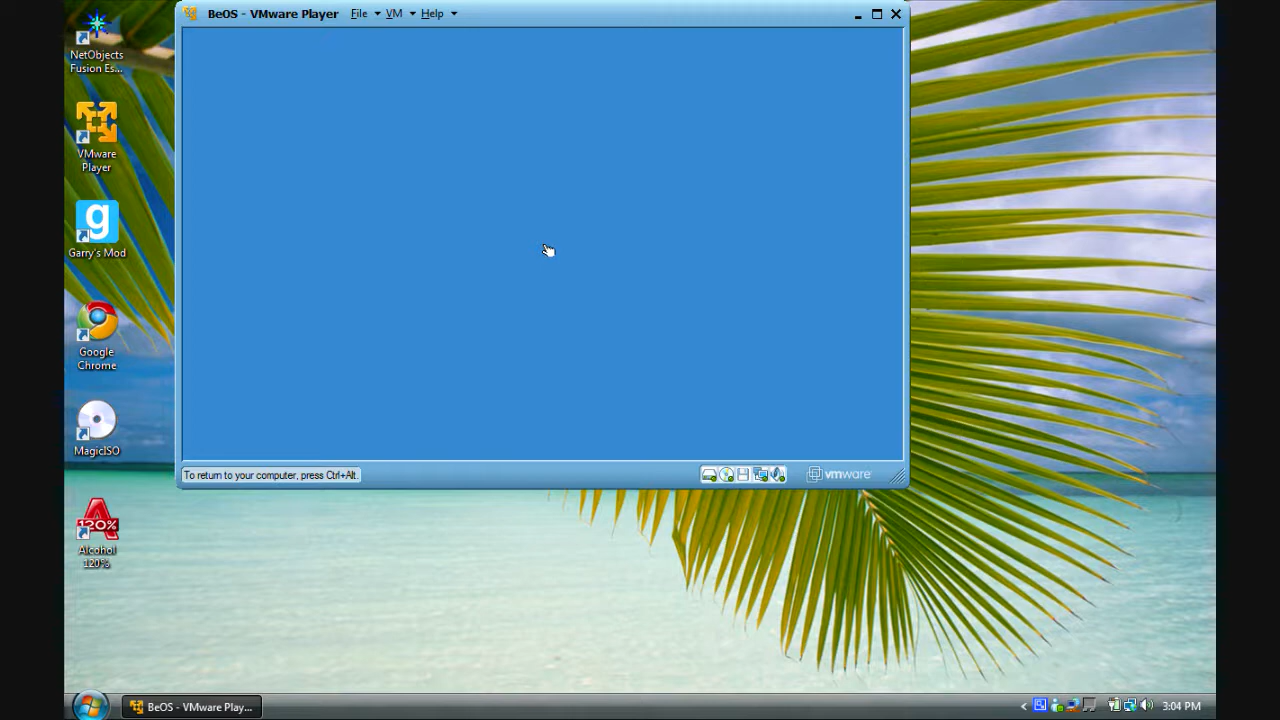 BeOS - VMware Player
File
VM
Help
NetObjects
Fusion Es...
VMware
Player
g
Garry's Mod
Google
Chrome
MagicISO
120%
Alcohol
120%
To return to your computer, press Ctrl+Alt.
vmware
BeOS - VMware Play...
3:04 PM